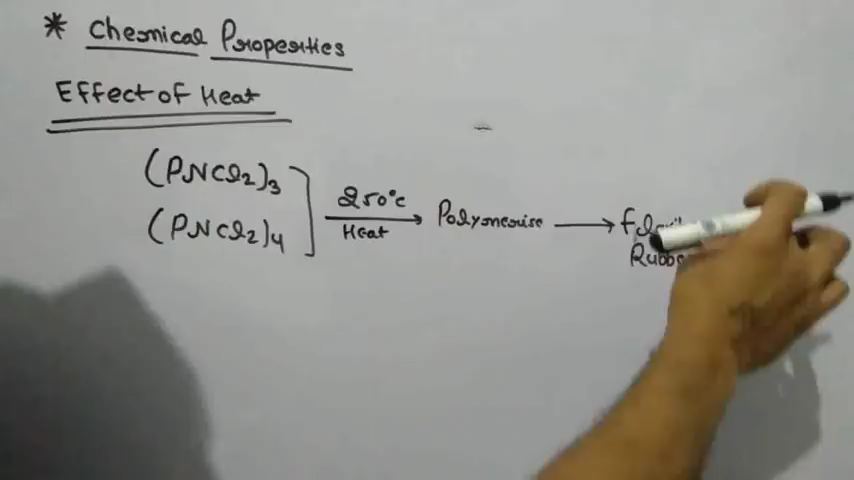 * Chemical Properties
Effect of Heat
(PNCl2)3
(PNCl2)4
250°C
Heat
Polymerise